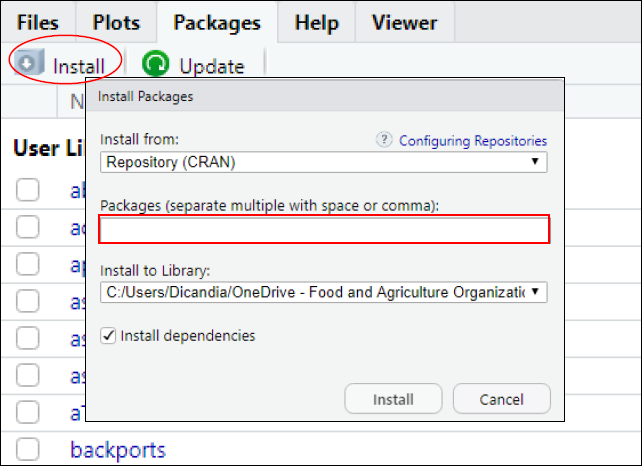 Files Plots Packages Help Viewer
Install Update
Install Packages
User Li
Install from:
Configuring Repositories
Repository (CRAN)
Packages (separate multiple with space or comma):
Install to Library:
C:/Users/Dicandia/OneDrive - Food and Agriculture Organizatic
Install dependencies
Install Cancel
N
ab
ac
ap
as
as
as
backports